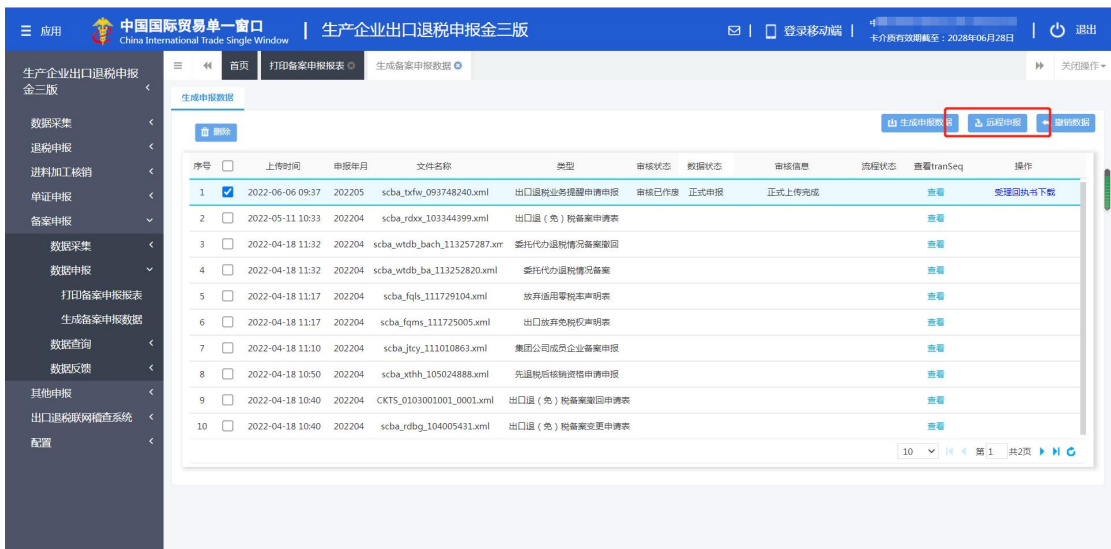 应用 中国国际贸易单一窗口 生产企业出口退税申报金三版 登录移动端 退出
China International Trade Single Window 卡介质有效期截至：2028年06月28日
生产企业出口退税申报金三版
首页 打印备案申报报表 生成备案申报数据 关闭操作
生成申报数据
删除 生成申报数据 远程申报 撤销数据
数据采集
退税申报
进料加工核销
单证申报
备案申报
数据采集
数据申报
打印备案申报报表
生成备案申报数据
数据查询
数据反馈
其他申报
出口退税联网稽查系统
配置
序号 上传时间 申报年月 文件名称 类型 审核状态 数据状态 审核信息 流程状态 查看tranSeq 操作
1 2022-06-06 09:37 202205 scba_txfw_093748240.xml 出口退税业务提醒申请申报 审核已作废 正式申报 正式上传完成 查看 受理回执书下载
2 2022-05-11 10:33 202204 scba_rdxx_103344399.xml 出口退（免）税备案申请表 查看
3 2022-04-18 11:32 202204 scba_wtdb_bach_113257287.xm 委托代办退税情况备案撤回 查看
4 2022-04-18 11:32 202204 scba_wtdb_ba_113252820.xml 委托代办退税情况备案 查看
5 2022-04-18 11:17 202204 scba_fqls_111729104.xml 放弃适用零税率声明表 查看
6 2022-04-18 11:17 202204 scba_fqms_111725005.xml 出口放弃免税权声明表 查看
7 2022-04-18 11:10 202204 scba_jtcy_111010863.xml 集团公司成员企业备案申报 查看
8 2022-04-18 10:50 202204 scba_xthh_105024888.xml 先退税后核销资格申请申报 查看
9 2022-04-18 10:40 202204 CKTS_0103001001_0001.xml 出口退（免）税备案撤回申请表 查看
10 2022-04-18 10:40 202204 scba_rdbg_104005431.xml 出口退（免）税备案变更申请表 查看
10 第 1 共2页